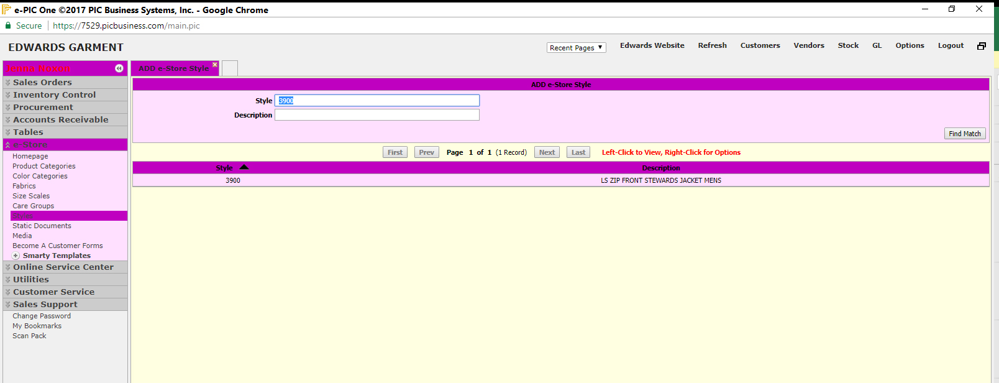 e-PIC One ©2017 PIC Business Systems, Inc. - Google Chrome
Secure https://7529.picbusiness.com/main.pic
EDWARDS GARMENT
Recent Pages ▼ Edwards Website Refresh Customers Vendors Stock GL Options Logout
Jenna Noxon
Sales Orders
Inventory Control
Procurement
Accounts Receivable
Tables
e-Store
Homepage
Product Categories
Color Categories
Fabrics
Size Scales
Care Groups
Styles
Static Documents
Media
Become A Customer Forms
Smarty Templates
Online Service Center
Utilities
Customer Service
Sales Support
Change Password
My Bookmarks
Scan Pack
ADD e-Store Style
ADD e-Store Style
Style 3900
Description
Find Match
First Prev Page 1 of 1 (1 Record) Next Last Left-Click to View, Right-Click for Options
Style Description
3900 LS ZIP FRONT STEWARDS JACKET MENS